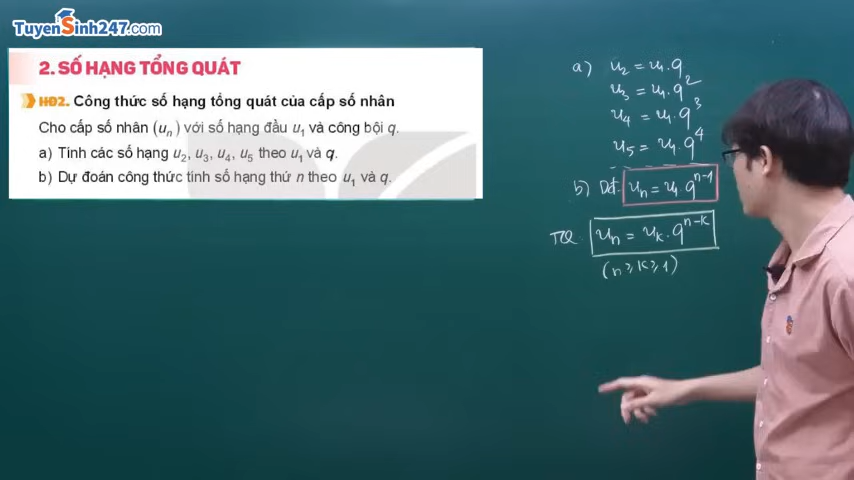 TuyenSinh247.com
2. SỐ HẠNG TỔNG QUÁT
HĐ2. Công thức số hạng tổng quát của cấp số nhân
Cho cấp số nhân (uₙ) với số hạng đầu u₁ và công bội q.
a) Tính các số hạng u₂, u₃, u₄, u₅ theo u₁ và q.
b) Dự đoán công thức tính số hạng thứ n theo u₁ và q.
a) u₂ = u₁.q
u₃ = u₁.q²
u₄ = u₁.q³
u₅ = u₁.q⁴
b) uₙ = u₁.qⁿ⁻¹
TQ: uₙ = uₖ.qⁿ⁻ᵏ
(n ≥ k ≥ 1)